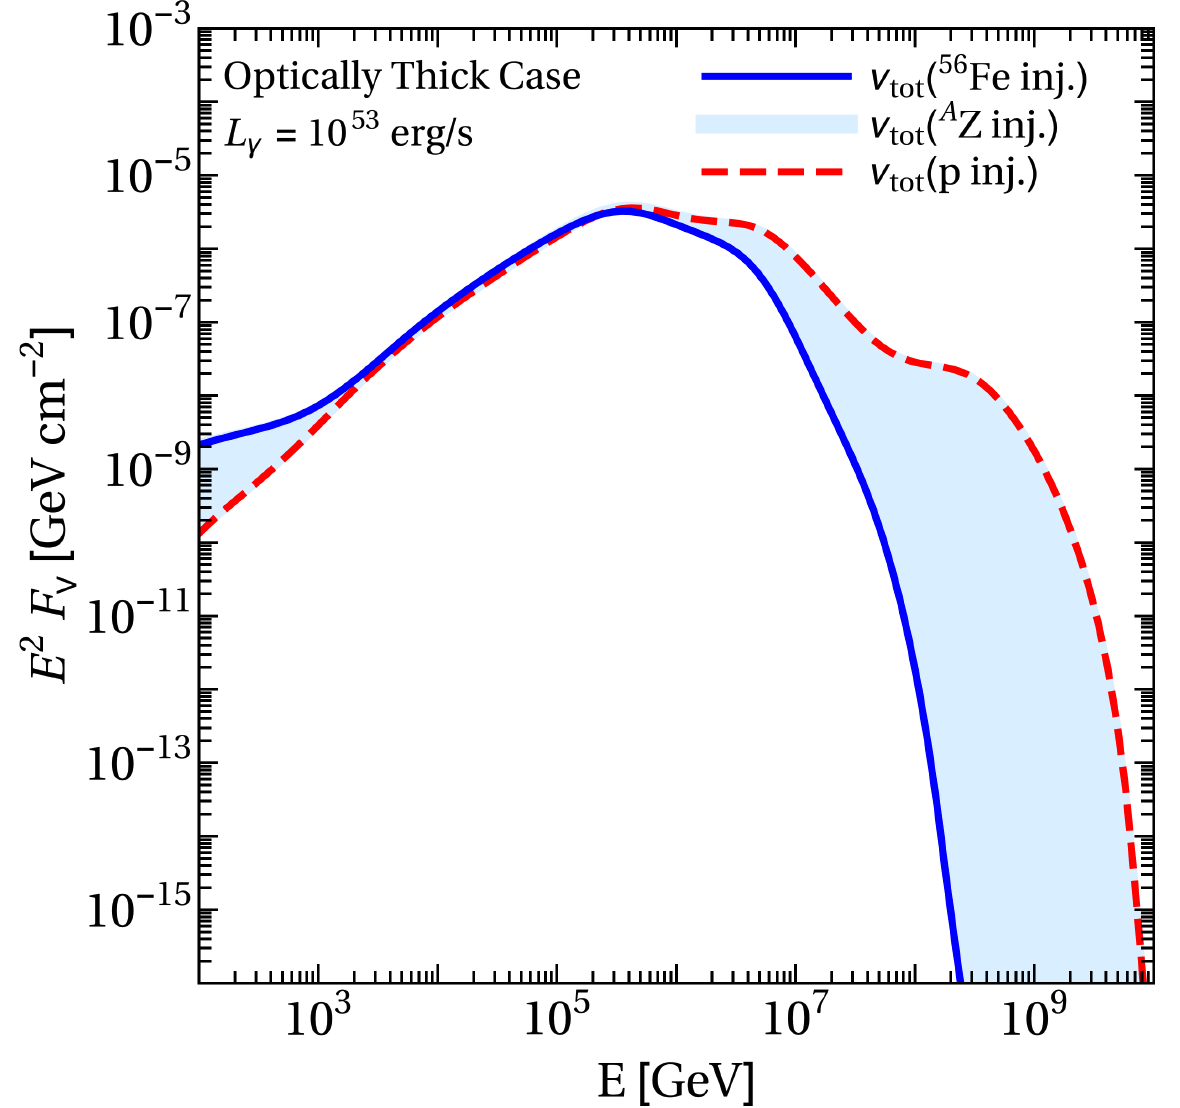 Optically Thick Case
L_γ = 10^53 erg/s
ν_tot(^56Fe inj.)
ν_tot(^AZ inj.)
ν_tot(p inj.)
E^2 F_ν [GeV cm^−2]
10^−3
10^−5
10^−7
10^−9
10^−11
10^−13
10^−15
10^3 10^5 10^7 10^9
E [GeV]